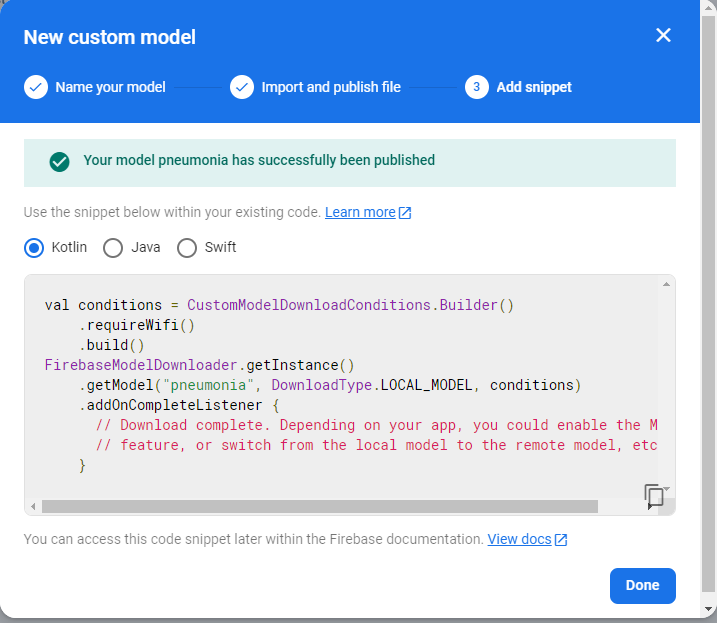 New custom model
Name your model
Import and publish file
3 Add snippet
Your model pneumonia has successfully been published
Use the snippet below within your existing code. Learn more
Kotlin Java Swift
val conditions = CustomModelDownloadConditions.Builder()
    .requireWifi()
    .build()
FirebaseModelDownloader.getInstance()
    .getModel("pneumonia", DownloadType.LOCAL_MODEL, conditions)
    .addOnCompleteListener {
      // Download complete. Depending on your app, you could enable the M
      // feature, or switch from the local model to the remote model, etc
    }
You can access this code snippet later within the Firebase documentation. View docs
Done